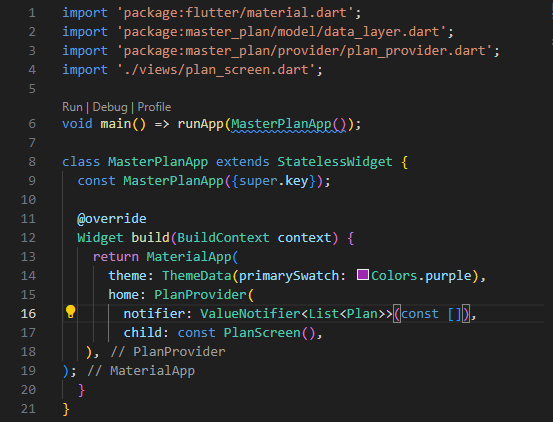 1 import 'package:flutter/material.dart';
2 import 'package:master_plan/model/data_layer.dart';
3 import 'package:master_plan/provider/plan_provider.dart';
4 import './views/plan_screen.dart';
5
Run | Debug | Profile
6 void main() => runApp(MasterPlanApp());
7
8 class MasterPlanApp extends StatelessWidget {
9   const MasterPlanApp({super.key});
10
11   @override
12   Widget build(BuildContext context) {
13     return MaterialApp(
14       theme: ThemeData(primarySwatch: Colors.purple),
15       home: PlanProvider(
16         notifier: ValueNotifier<List<Plan>>(const []),
17         child: const PlanScreen(),
18    ), // PlanProvider
19 ); // MaterialApp
20   }
21 }